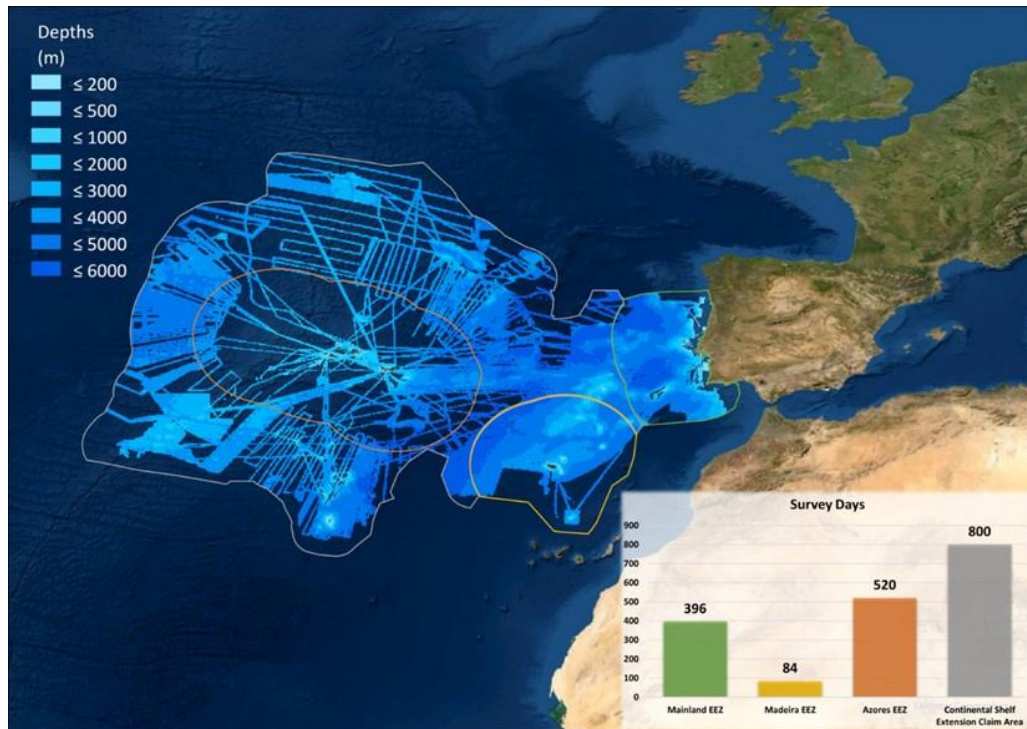 Depths
(m)
≤ 200
≤ 500
≤ 1000
≤ 2000
≤ 3000
≤ 4000
≤ 5000
≤ 6000
Survey Days
900
800
700
600
500
400
300
200
100
0
396
84
520
800
Mainland EEZ
Madeira EEZ
Azores EEZ
Continental Shelf
Extension Claim Area